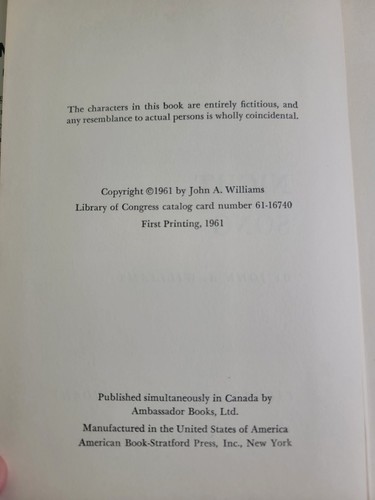 The characters in this book are entirely fictitious, and
any resemblance to actual persons is wholly coincidental.
Copyright ©1961 by John A. Williams
Library of Congress catalog card number 61-16740
First Printing, 1961
Published simultaneously in Canada by
Ambassador Books, Ltd.
Manufactured in the United States of America
American Book-Stratford Press, Inc., New York